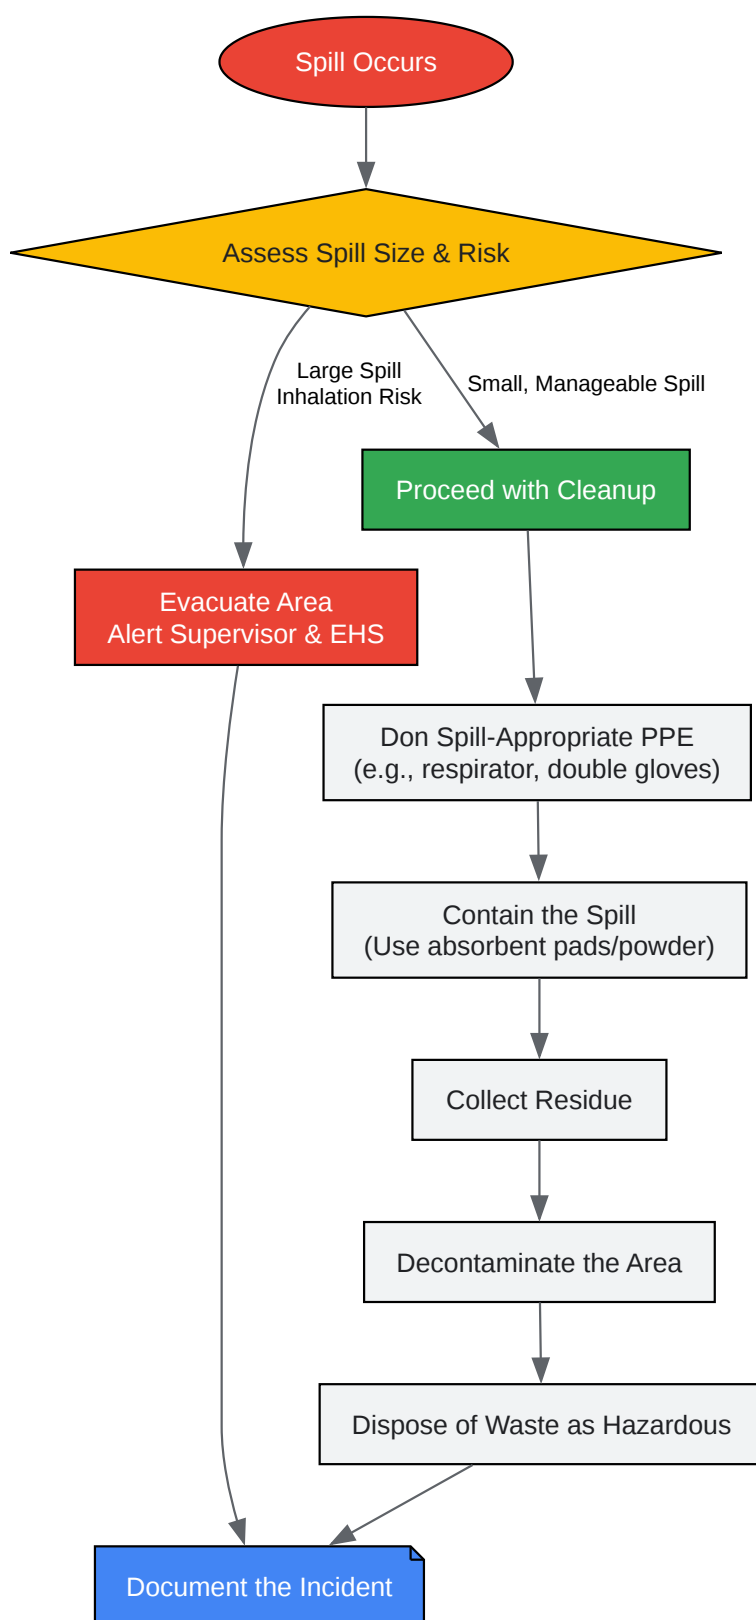 Spill Occurs
Assess Spill Size & Risk
Large Spill
Inhalation Risk
Small, Manageable Spill
Proceed with Cleanup
Evacuate Area
Alert Supervisor & EHS
Don Spill-Appropriate PPE
(e.g., respirator, double gloves)
Contain the Spill
(Use absorbent pads/powder)
Collect Residue
Decontaminate the Area
Dispose of Waste as Hazardous
Document the Incident